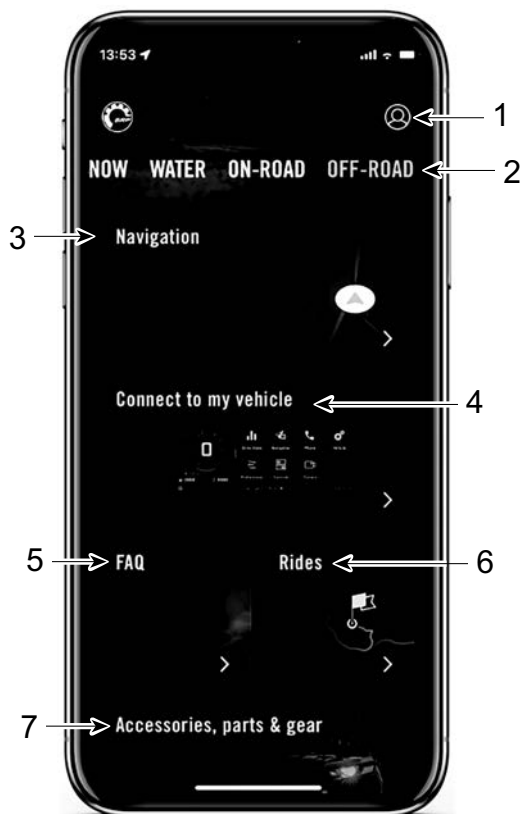 13:53
1
NOW WATER ON-ROAD OFF-ROAD 2
3 Navigation
Connect to my vehicle 4
5 FAQ Rides 6
7 Accessories, parts & gear